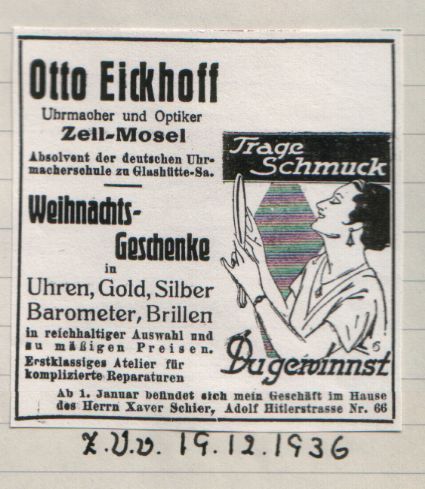 Otto Eickhoff
Uhrmacher und Optiker
Zell-Mosel
Absolvent der deutschen Uhr-
macherschule zu Glashütte-Sa.
Weihnachts-
Geschenke
in
Uhren, Gold, Silber
Barometer, Brillen
in reichhaltiger Auswahl und
zu mäßigen Preisen.
Erstklassiges Atelier für
komplizierte Reparaturen
Trage
Schmuck
Du gewinnst
Ab 1. Januar befindet sich mein Geschäft im Hause
des Herrn Xaver Schier, Adolf Hitlerstrasse Nr. 66
Z.V.v. 19.12.1936